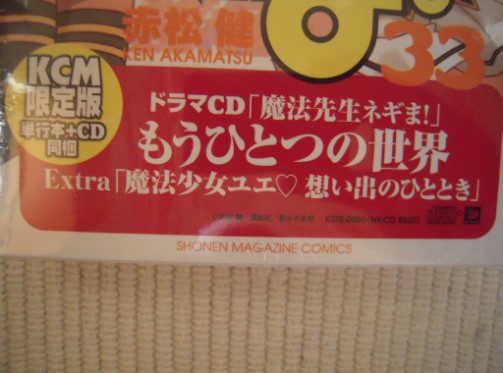 赤松 健
KEN AKAMATSU
33
KCM
限定版
単行本+CD
同梱
ドラマCD「魔法先生ネギま!」
もうひとつの世界
Extra「魔法少女ユエ♡ 想い出のひととき」
SHONEN MAGAZINE COMICS